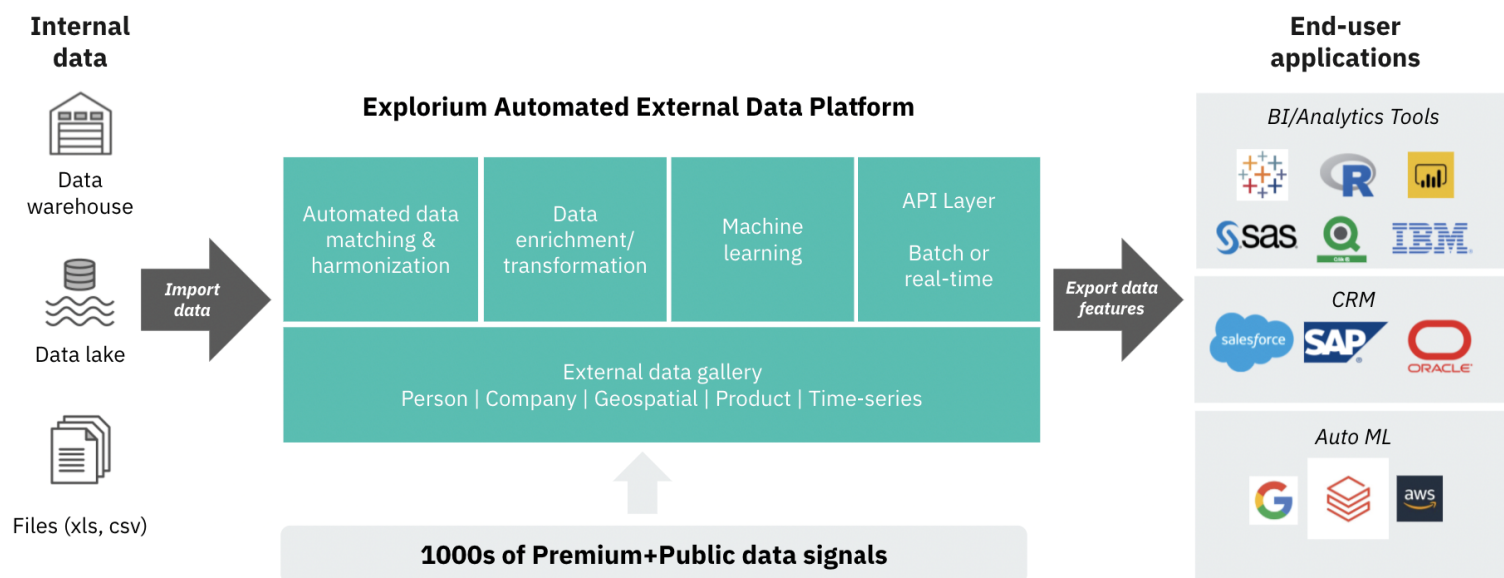 Internal
data
Data
warehouse
Data lake
Files (xls, csv)
Import
data
Explorium Automated External Data Platform
Automated data
matching &
harmonization
Data
enrichment/
transformation
Machine
learning
API Layer
Batch or
real-time
External data gallery
Person | Company | Geospatial | Product | Time-series
1000s of Premium+Public data signals
Export data
features
End-user
applications
BI/Analytics Tools
R
sas
Qlik
IBM
CRM
salesforce
SAP
ORACLE
Auto ML
G
aws